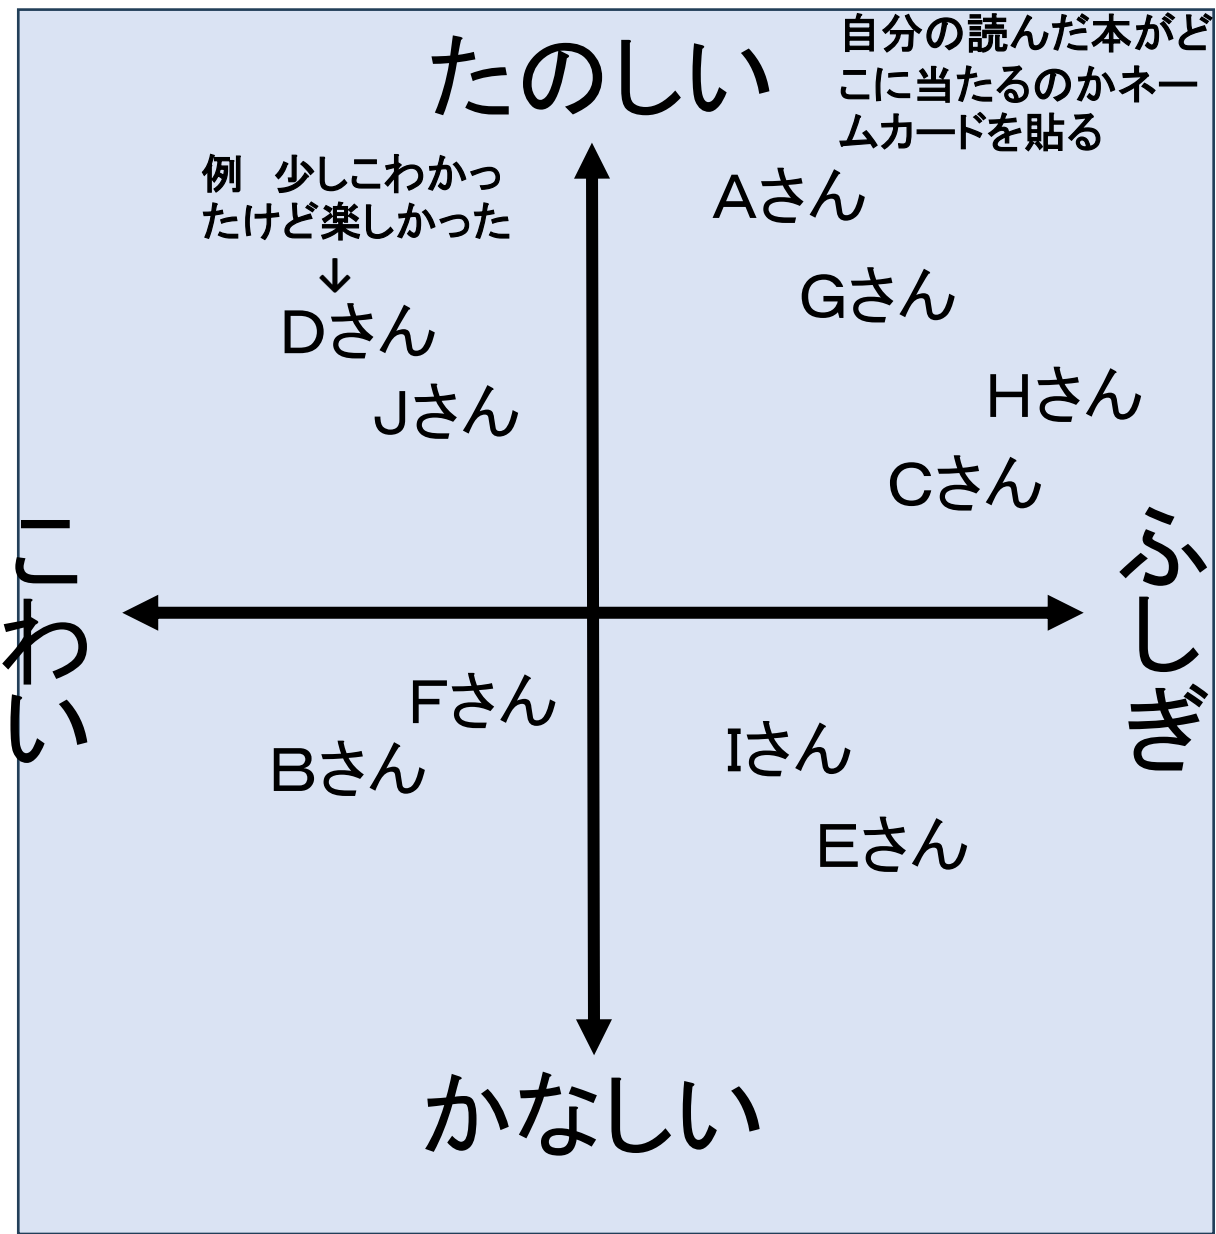 たのしい
自分の読んだ本がど
こに当たるのかネー
ムカードを貼る
例　少しこわかっ
たけど楽しかった
↓
Aさん
Gさん
Dさん
Hさん
Jさん
Cさん
こわい
ふしぎ
Fさん
Iさん
Bさん
Eさん
かなしい